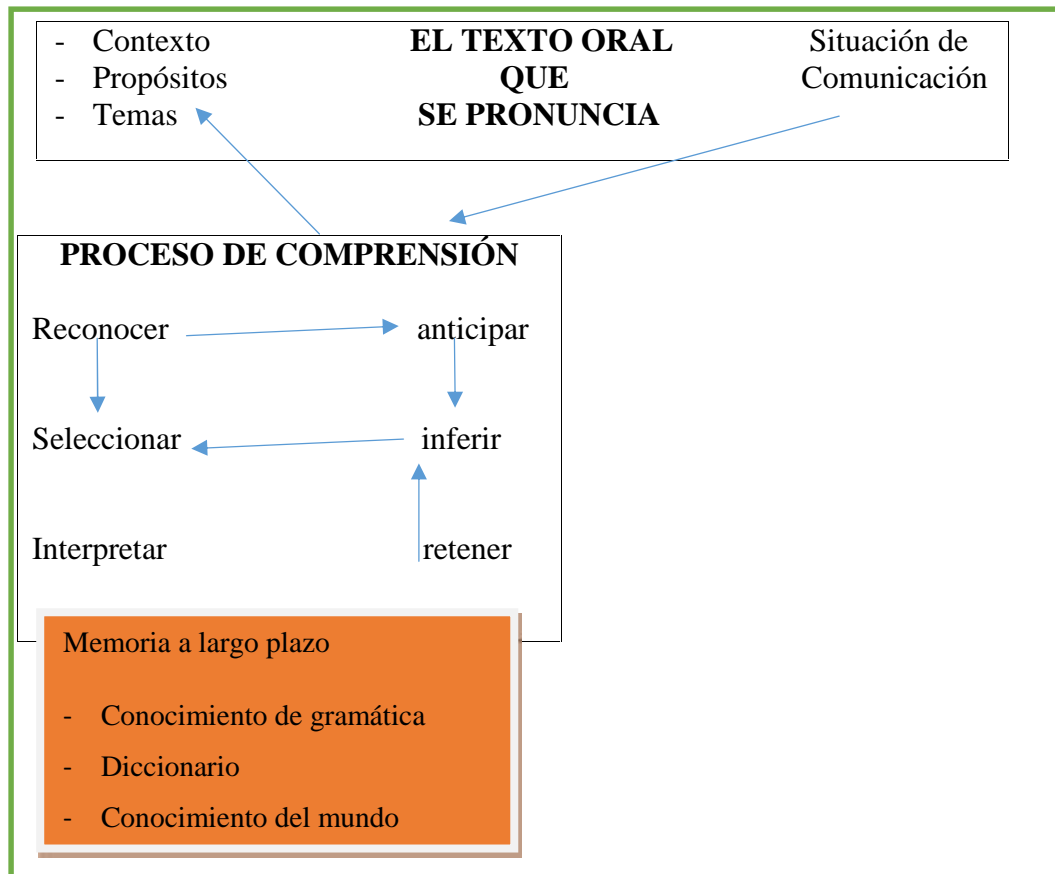 - Contexto EL TEXTO ORAL Situación de
- Propósitos QUE Comunicación
- Temas SE PRONUNCIA
PROCESO DE COMPRENSIÓN
Reconocer anticipar
Seleccionar inferir
Interpretar retener
Memoria a largo plazo
- Conocimiento de gramática
- Diccionario
- Conocimiento del mundo